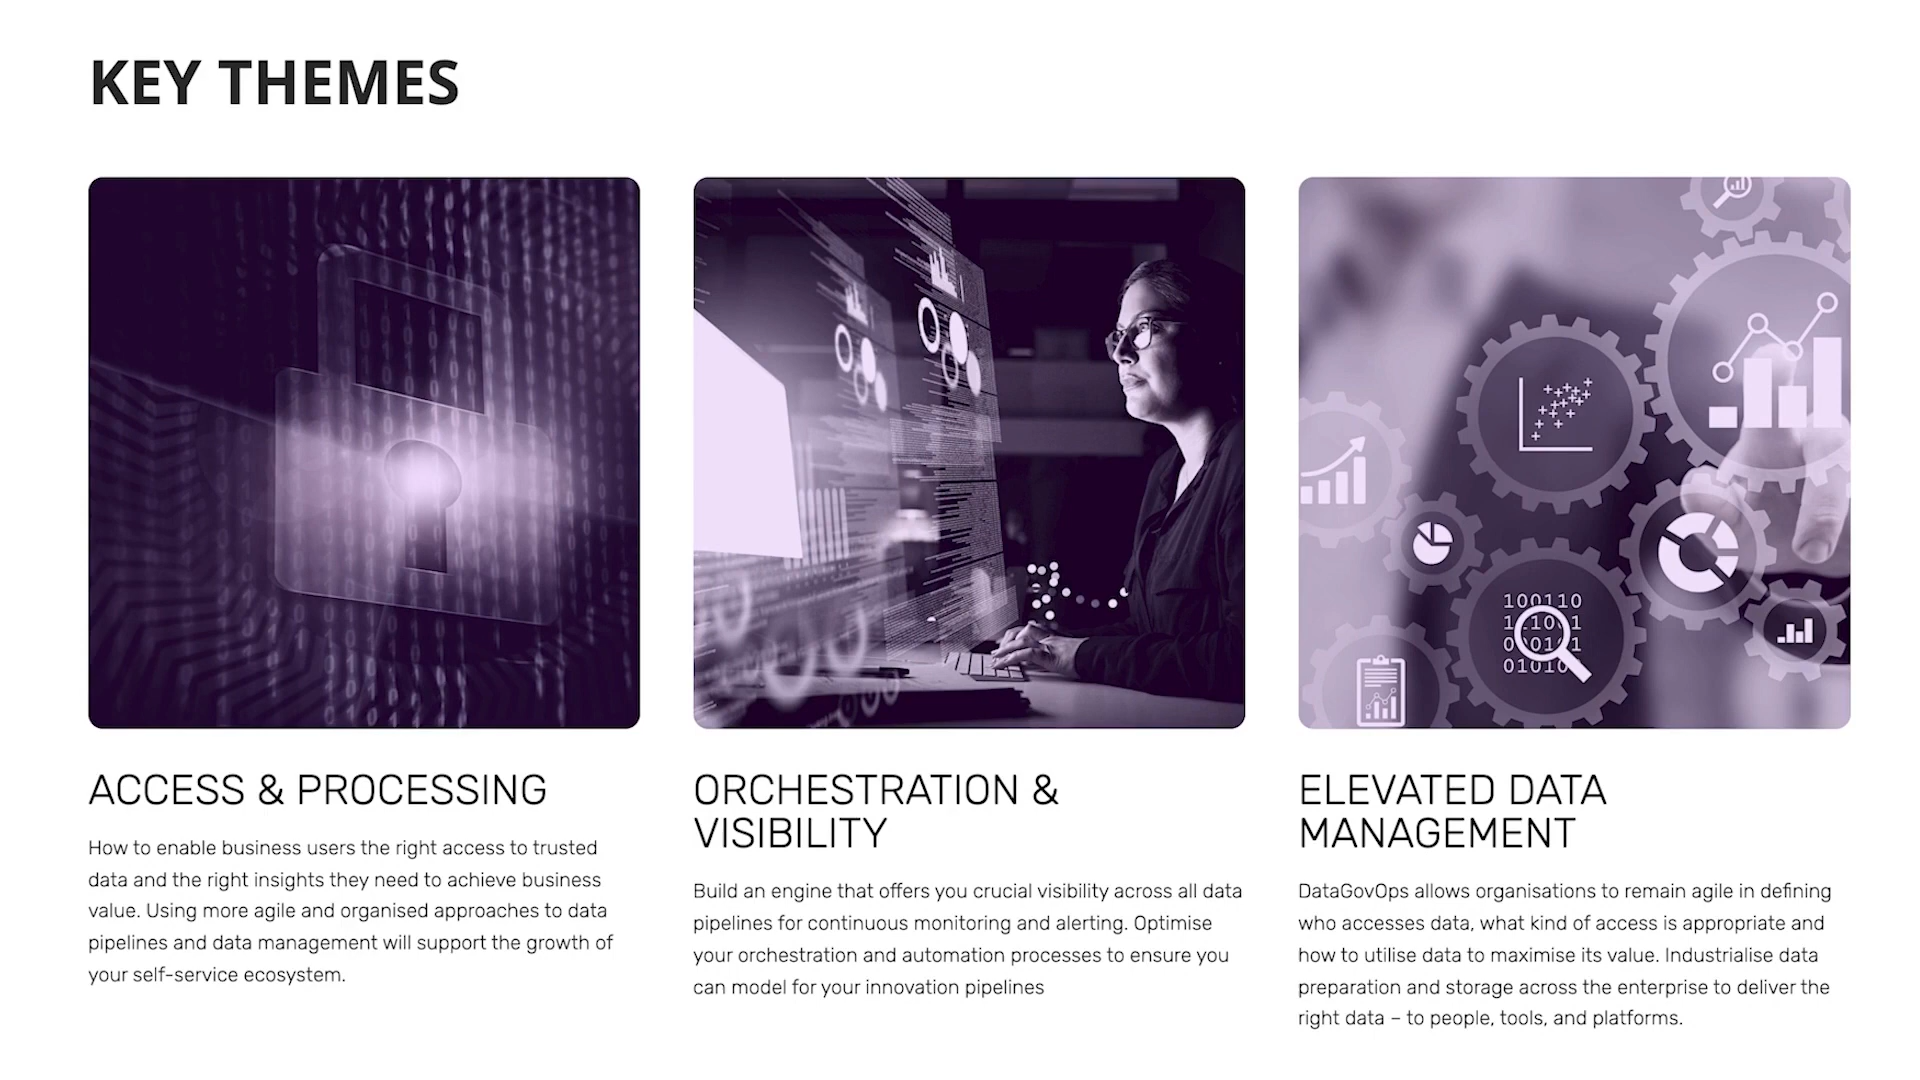 KEY THEMES
ACCESS & PROCESSING
How to enable business users the right access to trusted
data and the right insights they need to achieve business
value. Using more agile and organised approaches to data
pipelines and data management will support the growth of
your self-service ecosystem.
ORCHESTRATION &
VISIBILITY
Build an engine that offers you crucial visibility across all data
pipelines for continuous monitoring and alerting. Optimise
your orchestration and automation processes to ensure you
can model for your innovation pipelines
100110
ELEVATED DATA
MANAGEMENT
DataGovOps allows organisations to remain agile in defining
who accesses data, what kind of access is appropriate and
how to utilise data to maximise its value. Industrialise data
preparation and storage across the enterprise to deliver the
right data – to people, tools, and platforms.